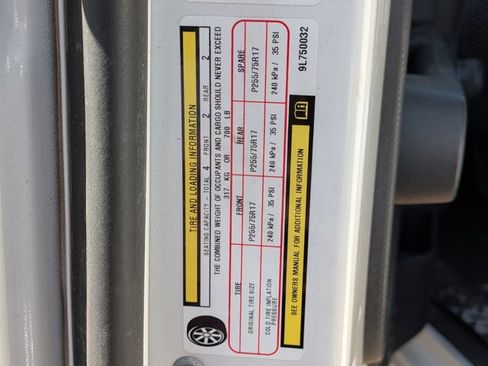 TIRE AND LOADING INFORMATION
SEATING CAPACITY - TOTAL 4 FRONT 2 REAR 2
THE COMBINED WEIGHT OF OCCUPANTS AND CARGO SHOULD NEVER EXCEED
317 KG OR 700 LB
TIRE FRONT REAR SPARE
ORIGINAL TIRE SIZE P255/75R17 P255/75R17 P255/75R17
COLD TIRE INFLATION PRESSURE 240 kPa / 35 PSI 240 kPa / 35 PSI 240 kPa / 35 PSI
SEE OWNERS MANUAL FOR ADDITIONAL INFORMATION
9L750032